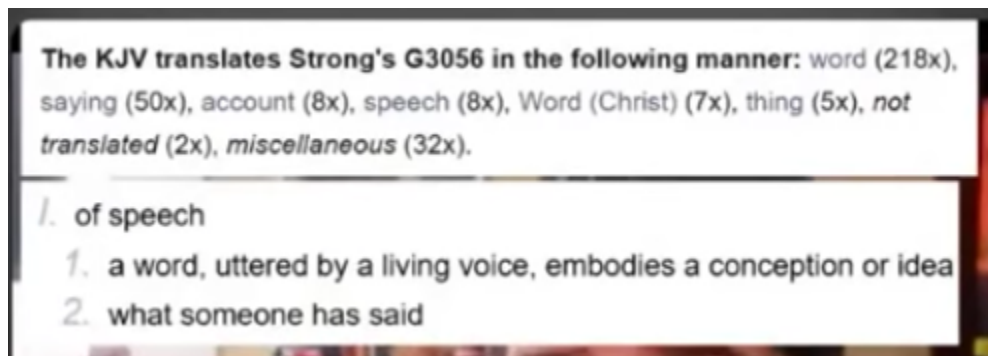 The KJV translates Strong's G3056 in the following manner: word (218x),
saying (50x), account (8x), speech (8x), Word (Christ) (7x), thing (5x), not
translated (2x), miscellaneous (32x).
I. of speech
1. a word, uttered by a living voice, embodies a conception or idea
2. what someone has said